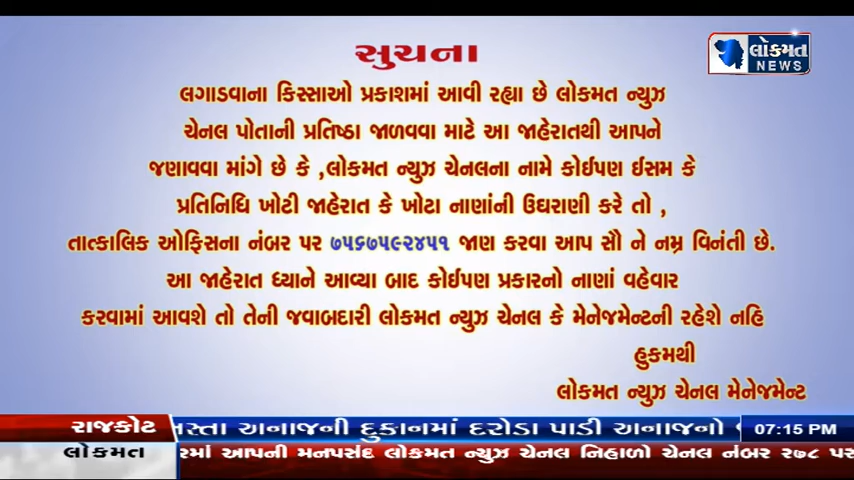 સુચના
લોકમત
NEWS
લગાડવાના કિસ્સાઓ પ્રકાશમાં આવી રહ્યા છે લોકમત ન્યુઝ
ચેનલ પોતાની પ્રતિષ્ઠા જાળવવા માટે આ જાહેરાતથી આપને
જણાવવા માંગે છે કે ,લોકમત ન્યુઝ ચેનલના નામે કોઈપણ ઈસમ કે
પ્રતિનિધિ ખોટી જાહેરાત કે ખોટા નાણાંની ઉઘરાણી કરે તો ,
તાત્કાલિક ઓફિસના નંબર પર ૭૫૬૭૫૯૨૪૫૧ જાણ કરવા આપ સૌ ને નમ્ર વિનંતી છે.
આ જાહેરાત ધ્યાને આવ્યા બાદ કોઈપણ પ્રકારનો નાણાં વહેવાર
કરવામાં આવશે તો તેની જવાબદારી લોકમત ન્યુઝ ચેનલ કે મેનેજમેન્ટની રહેશે નહિ
હુકમથી
લોકમત ન્યુઝ ચેનલ મેનેજમેન્ટ
રાજકોટ
અનાજની દુકાનમાં દરોડા પાડી અનાજનો
07:15 PM
લોકમત
આપની મનપસંદ લોકમત ન્યુઝ ચેનલ નિહાળો ચેનલ નંબર ૨૭૮ પર